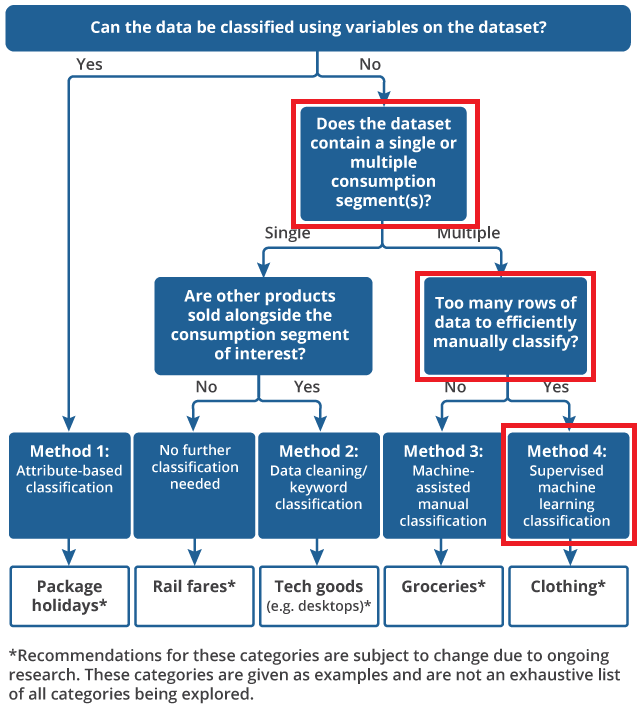 Can the data be classified using variables on the dataset?
Yes
No
Does the dataset
contain a single or
multiple
consumption
segment(s)?
Single
Multiple
Are other products
sold alongside the
consumption segment
of interest?
Too many rows of
data to efficiently
manually classify?
No
Yes
No
Yes
Method 1:
Attribute-based
classification
No further
classification
needed
Method 2:
Data cleaning/
keyword
classification
Method 3:
Machine-
assisted
manual
classification
Method 4:
Supervised
machine
learning
classification
Package
holidays*
Rail fares*
Tech goods
(e.g. desktops)*
Groceries*
Clothing*
*Recommendations for these categories are subject to change due to ongoing
research. These categories are given as examples and are not an exhaustive list
of all categories being explored.